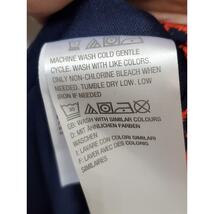 MACHINE WASH COLD GENTLE
CYCLE. WASH WITH LIKE COLORS.
ONLY NON-CHLORINE BLEACH WHEN
NEEDED. TUMBLE DRY LOW. LOW
IRON IF NEEDED
GB: WASH WITH SIMILAR COLOURS
D: MIT ÄHNLICHEN FARBEN
WASCHEN
I: LAVARE CON COLORI SIMILARI
F: LAVER AVEC DES COULEURS
SIMILAIRES